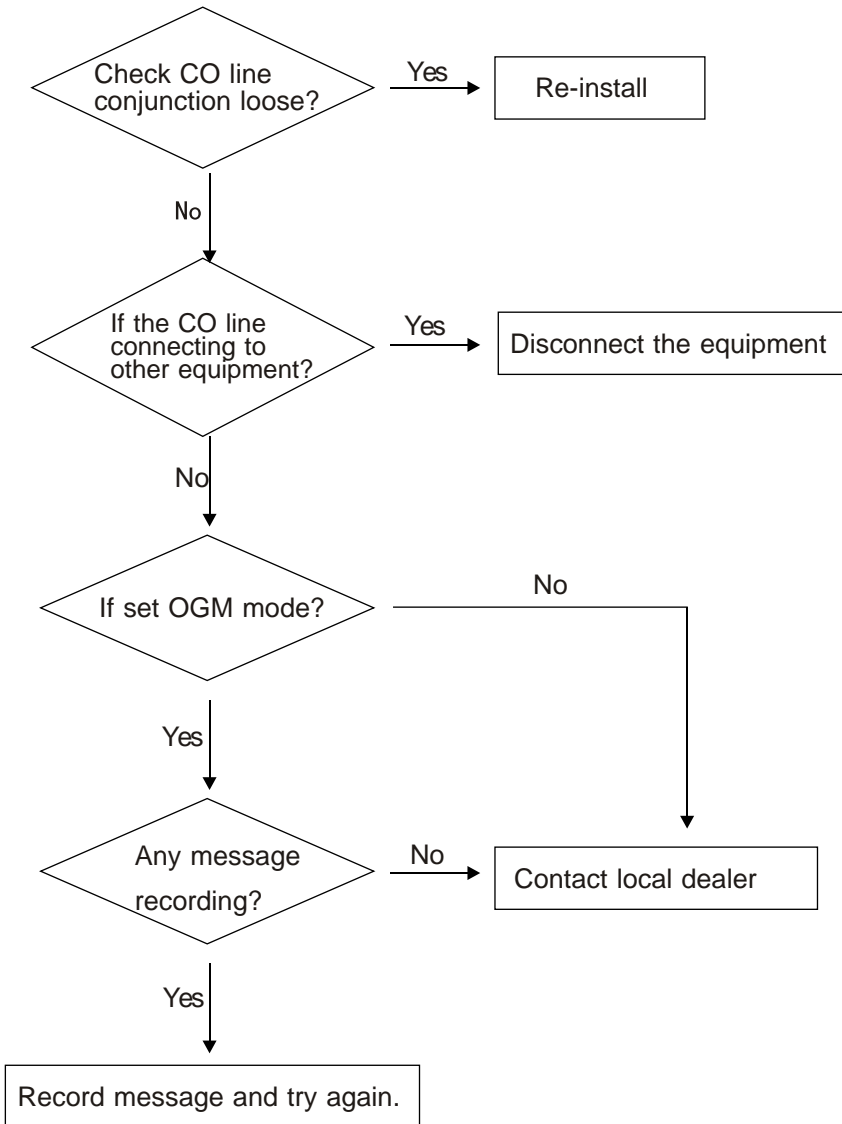 Check CO line
conjunction loose?
Yes
Re-install
No
If the CO line
connecting to
other equipment?
Yes
Disconnect the equipment
No
If set OGM mode?
No
Yes
Any message
recording?
No
Contact local dealer
Yes
Record message and try again.